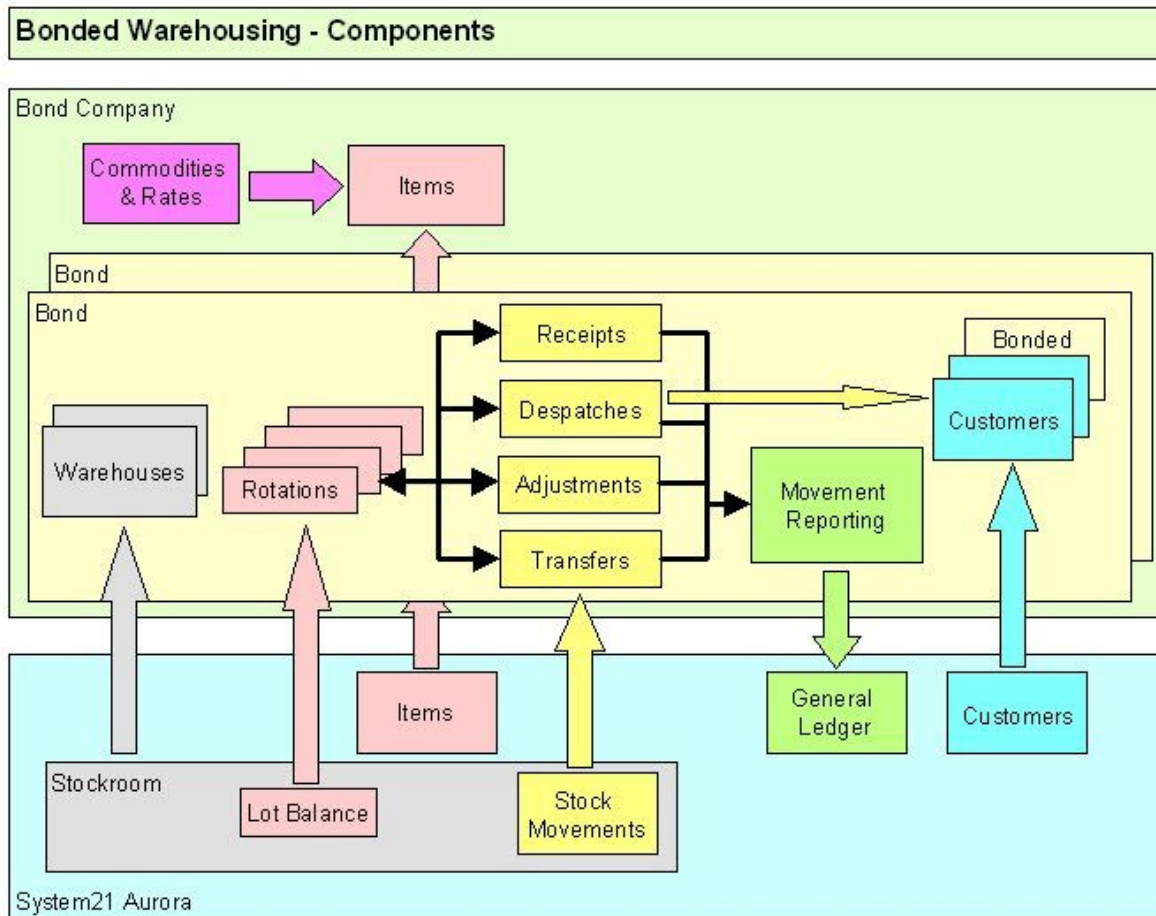 Bonded Warehousing - Components
Bond Company
Commodities
& Rates
Items
Bond
Bond
Receipts
Bonded
Despatches
Customers
Warehouses
Rotations
Adjustments
Movement
Reporting
Transfers
Items
General
Ledger
Customers
Stockroom
Lot Balance
Stock
Movements
System21 Aurora